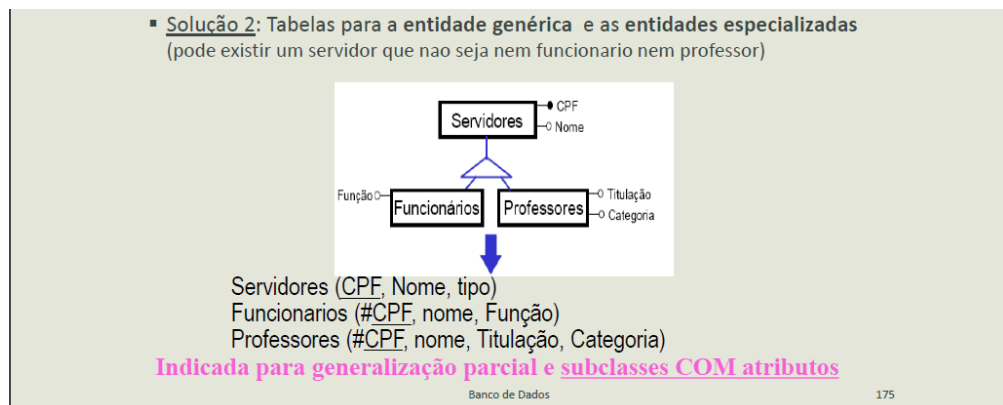 ▪ Solução 2: Tabelas para a entidade genérica e as entidades especializadas
(pode existir um servidor que nao seja nem funcionario nem professor)
Servidores
CPF
Nome
Função
Funcionários
Professores
Titulação
Categoria
Servidores (CPF, Nome, tipo)
Funcionarios (#CPF, nome, Função)
Professores (#CPF, nome, Titulação, Categoria)
Indicada para generalização parcial e subclasses COM atributos
Banco de Dados
175